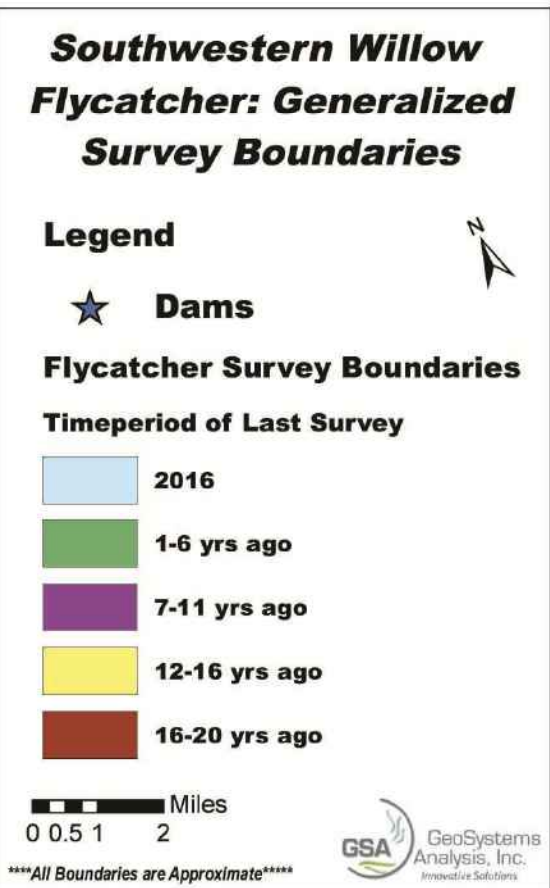 Southwestern Willow
Flycatcher: Generalized
Survey Boundaries
Legend
N
Dams
Flycatcher Survey Boundaries
Timeperiod of Last Survey
2016
1-6 yrs ago
7-11 yrs ago
12-16 yrs ago
16-20 yrs ago
Miles
0 0.5 1 2
GSA
GeoSystems
Analysis, Inc.
Innovative Solutions
****All Boundaries are Approximate*****